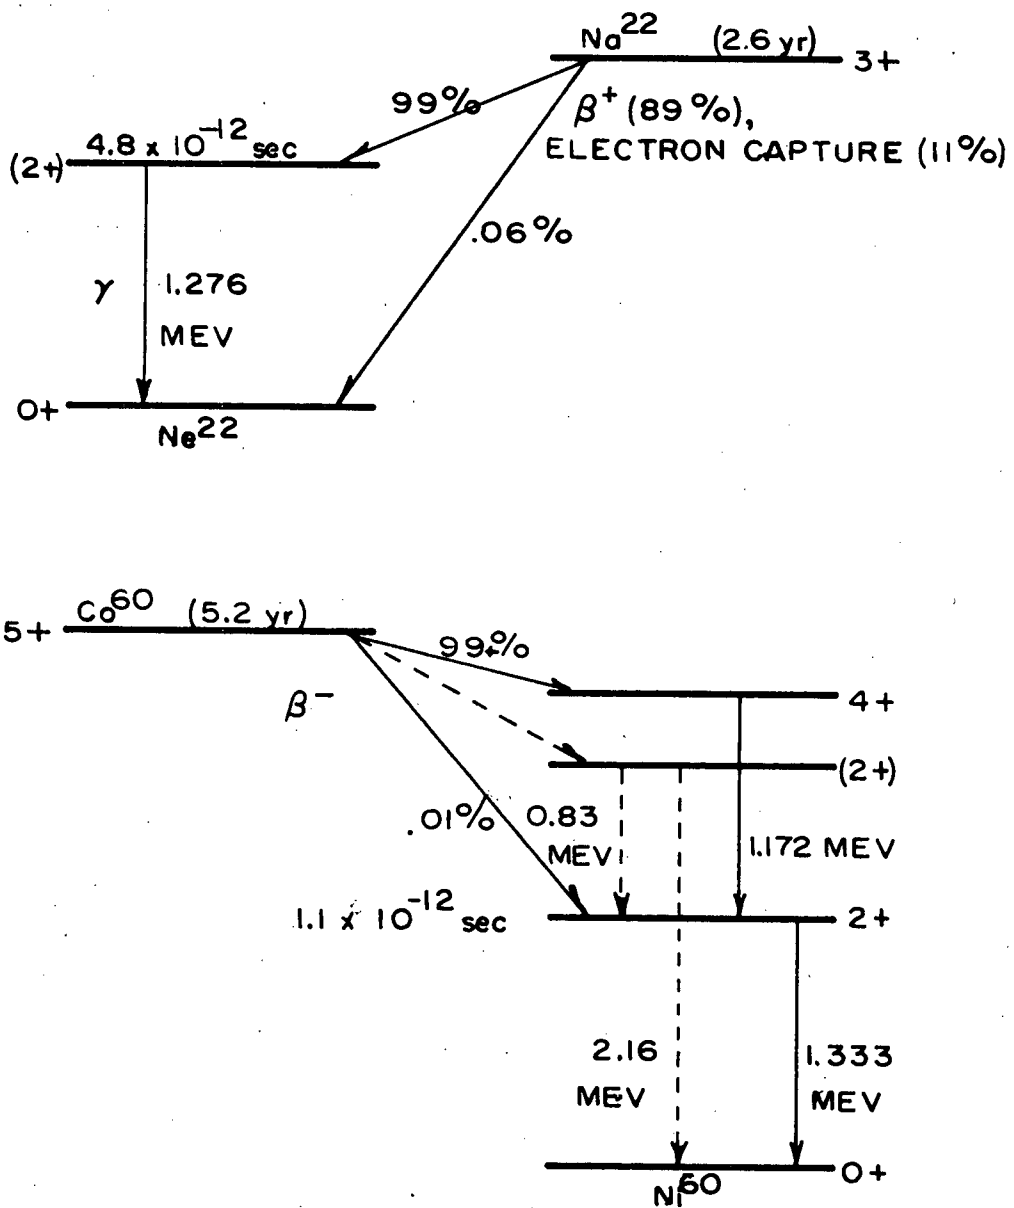 Na²² (2.6 yr)
3+
99%
β⁺ (89%),
ELECTRON CAPTURE (11%)
4.8 x 10⁻¹² sec
(2+)
.06%
γ 1.276
MEV
0+
Ne²²
Co⁶⁰ (5.2 yr)
5+
99+%
β⁻
4+
(2+)
.01%
0.83
MEV
1.172 MEV
1.1 x 10⁻¹² sec
2+
2.16
MEV
1.333
MEV
0+
Ni⁶⁰